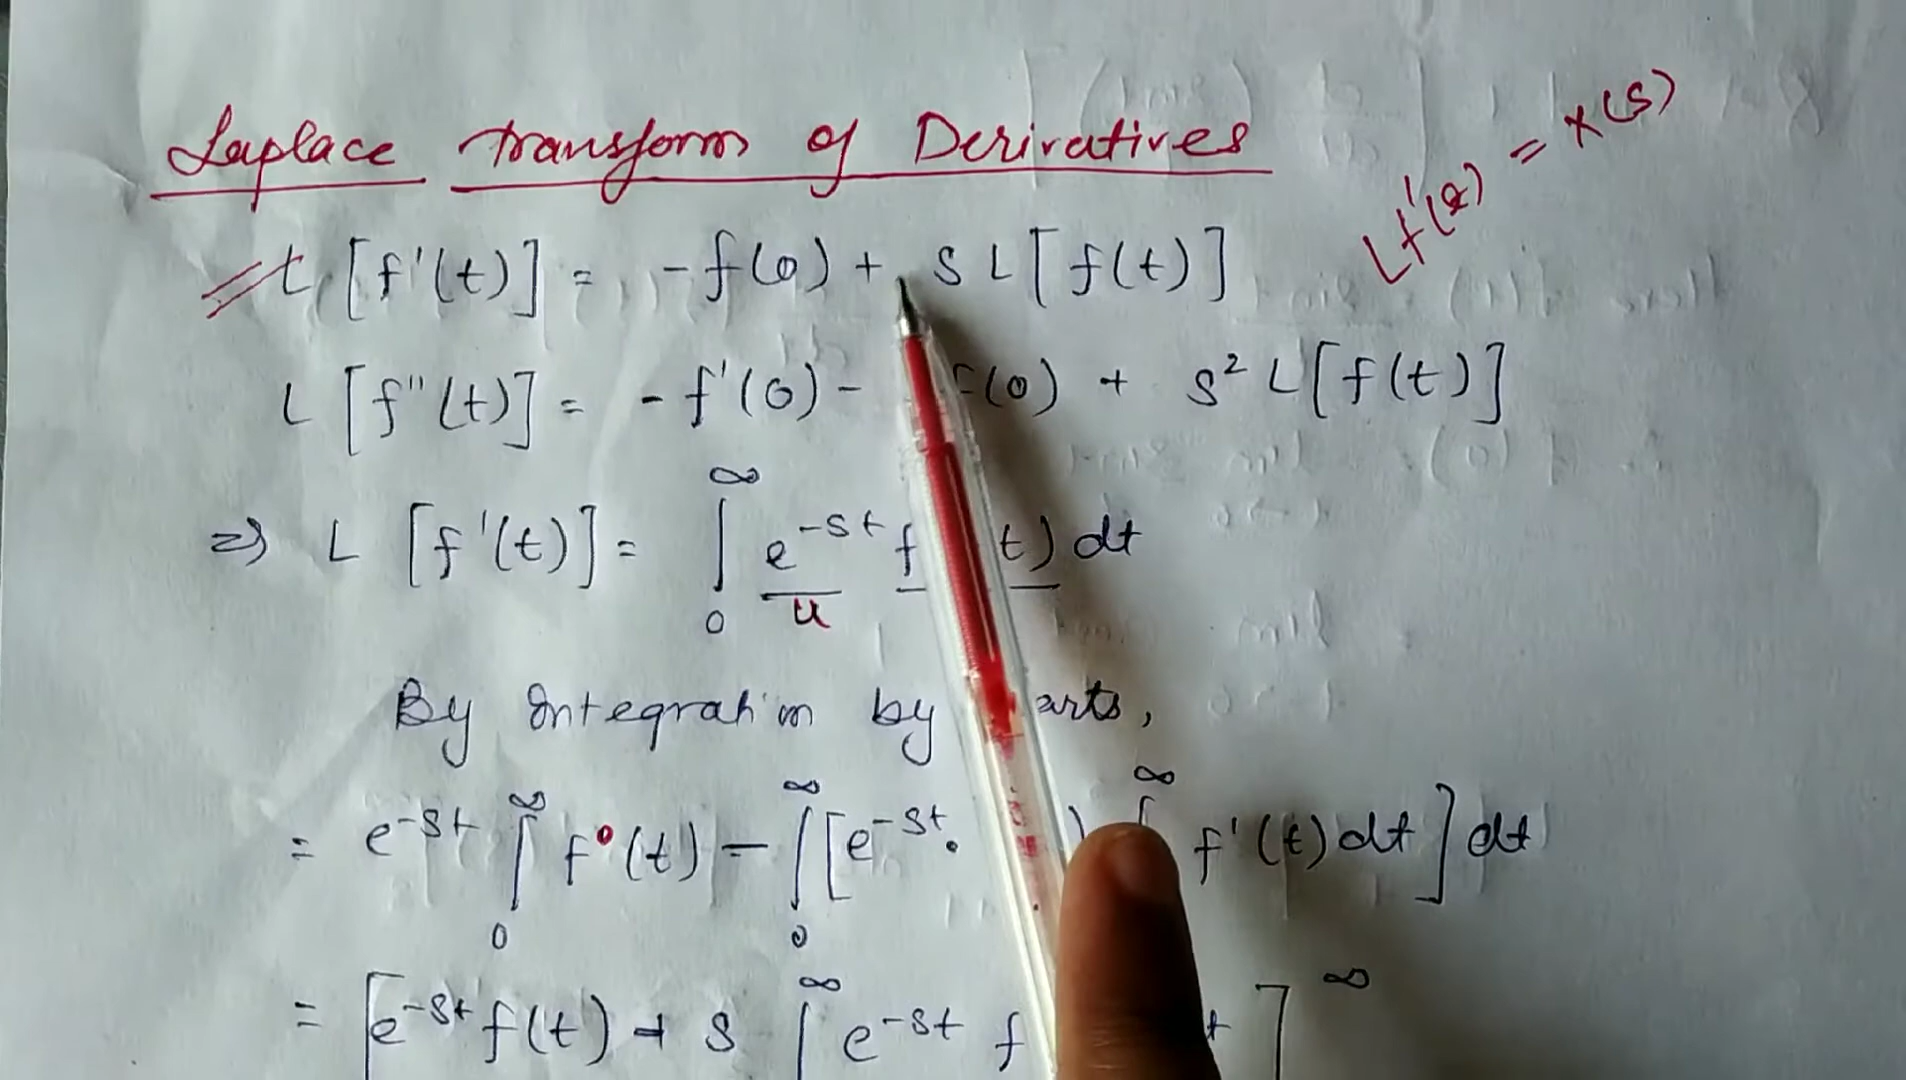 Laplace transform of Derivatives
L f'(x) = x(s)
L [f'(t)] = -f(0) + S L [f(t)]
L [f"(t)] = -f'(0) - f(0) + s² L[f(t)]
=> L [f'(t)] = ∫₀^∞ e^-st f t) dt
u
By Integration by arts,
= e^-st ∫₀^∞ f (t) - ∫₀^∞ [e^-st. ) ∫^∞ f'(t) dt] dt
= [e^-st f(t) + s ∫^∞ e^-st f t]^∞